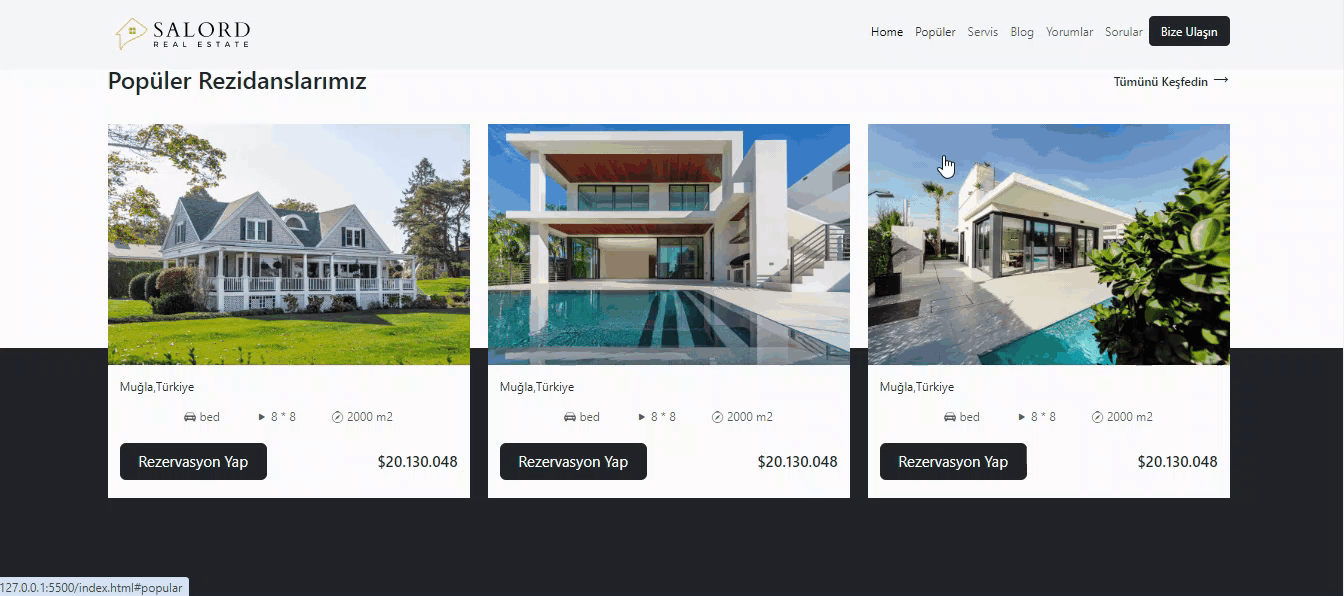 SALORD
REAL ESTATE
Home Popüler Servis Blog Yorumlar Sorular Bize Ulaşın
Popüler Rezidanslarımız
Tümünü Keşfedin →
Muğla,Türkiye
bed 8 * 8 2000 m2
Rezervasyon Yap $20.130.048
Muğla,Türkiye
bed 8 * 8 2000 m2
Rezervasyon Yap $20.130.048
Muğla,Türkiye
bed 8 * 8 2000 m2
Rezervasyon Yap $20.130.048
127.0.0.1:5500/index.html#popular